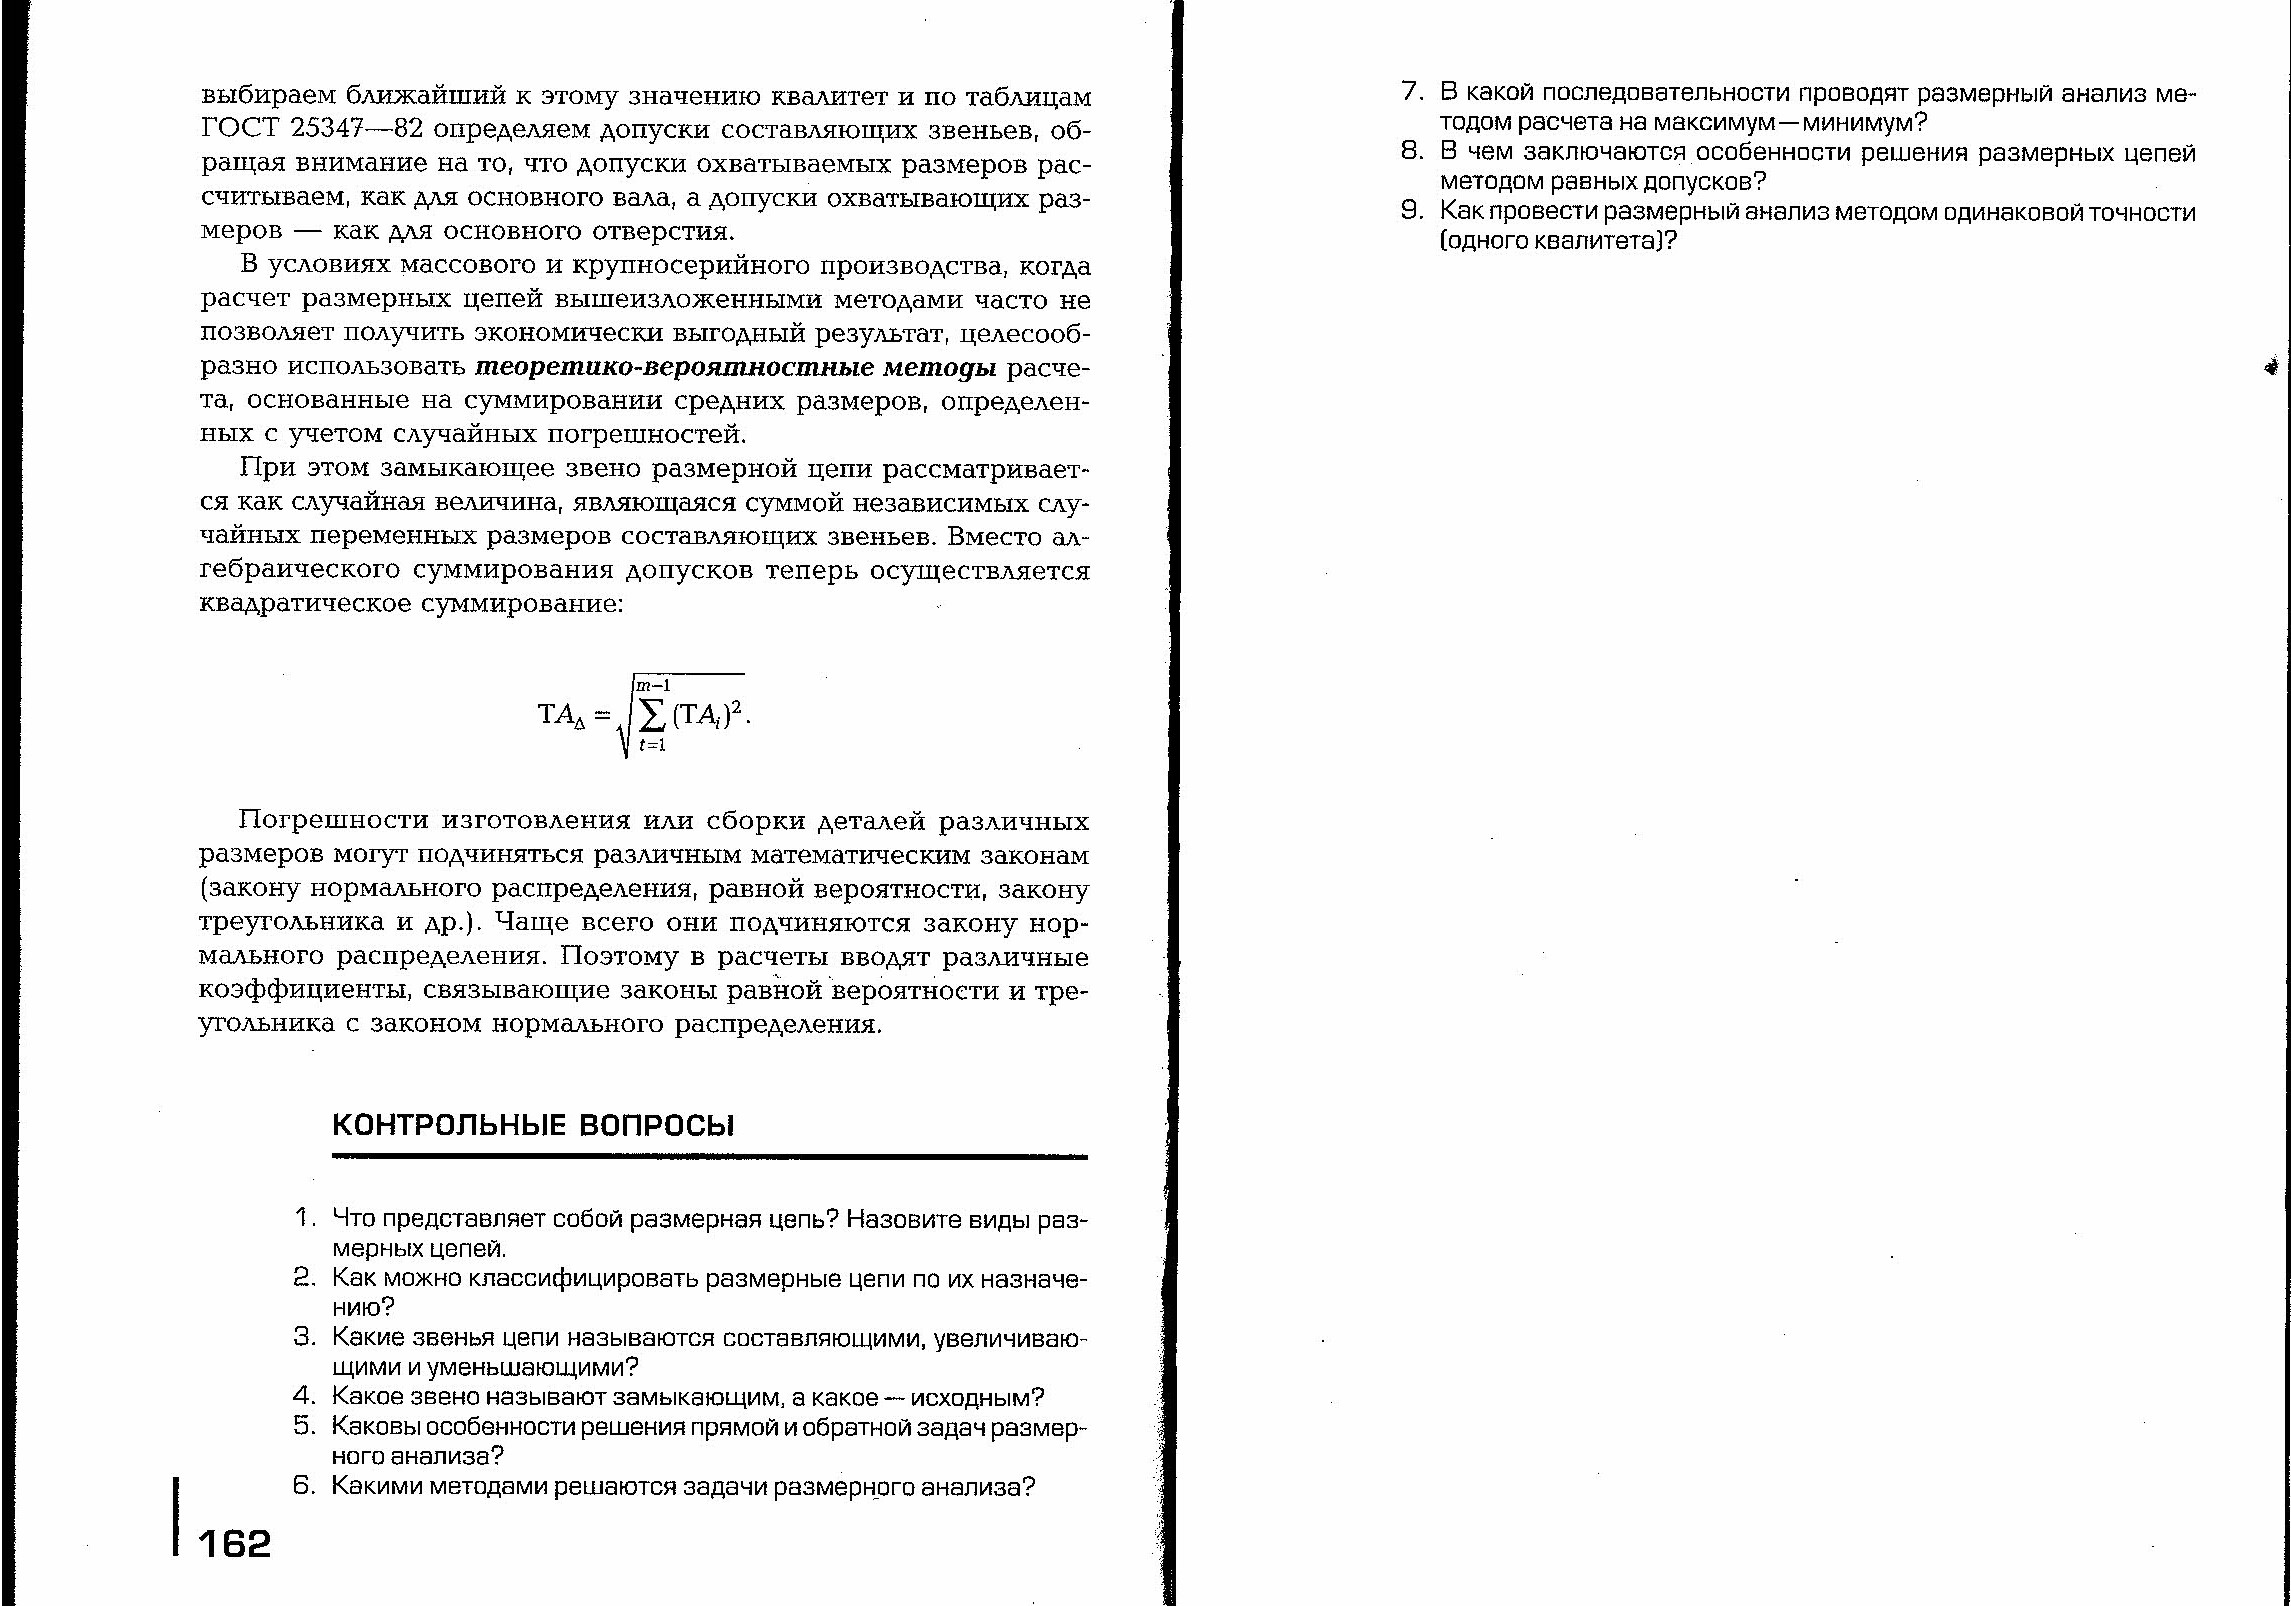 выбираем ближайший к этому значению квалитет и по таблицам
ГОСТ 25347—82 определяем допуски составляющих звеньев, об-
ращая внимание на то, что допуски охватываемых размеров рас-
считываем, как для основного вала, а допуски охватывающих раз-
меров — как для основного отверстия.
В условиях массового и крупносерийного производства, когда
расчет размерных цепей вышеизложенными методами часто не
позволяет получить экономически выгодный результат, целесооб-
разно использовать теоретико-вероятностные методы расче-
та, основанные на суммировании средних размеров, определен-
ных с учетом случайных погрешностей.
При этом замыкающее звено размерной цепи рассматривает-
ся как случайная величина, являющаяся суммой независимых слу-
чайных переменных размеров составляющих звеньев. Вместо ал-
гебраического суммирования допусков теперь осуществляется
квадратическое суммирование:
TA_Δ = √(∑_{t=1}^{m−1} (TA_i)²).
Погрешности изготовления или сборки деталей различных
размеров могут подчиняться различным математическим законам
(закону нормального распределения, равной вероятности, закону
треугольника и др.). Чаще всего они подчиняются закону нор-
мального распределения. Поэтому в расчеты вводят различные
коэффициенты, связывающие законы равной вероятности и тре-
угольника с законом нормального распределения.
КОНТРОЛЬНЫЕ ВОПРОСЫ
1. Что представляет собой размерная цепь? Назовите виды раз-
мерных цепей.
2. Как можно классифицировать размерные цепи по их назначе-
нию?
3. Какие звенья цепи называются составляющими, увеличиваю-
щими и уменьшающими?
4. Какое звено называют замыкающим, а какое — исходным?
5. Каковы особенности решения прямой и обратной задач размер-
ного анализа?
6. Какими методами решаются задачи размерного анализа?
162
7. В какой последовательности проводят размерный анализ ме-
тодом расчета на максимум—минимум?
8. В чем заключаются особенности решения размерных цепей
методом равных допусков?
9. Как провести размерный анализ методом одинаковой точности
(одного квалитета)?